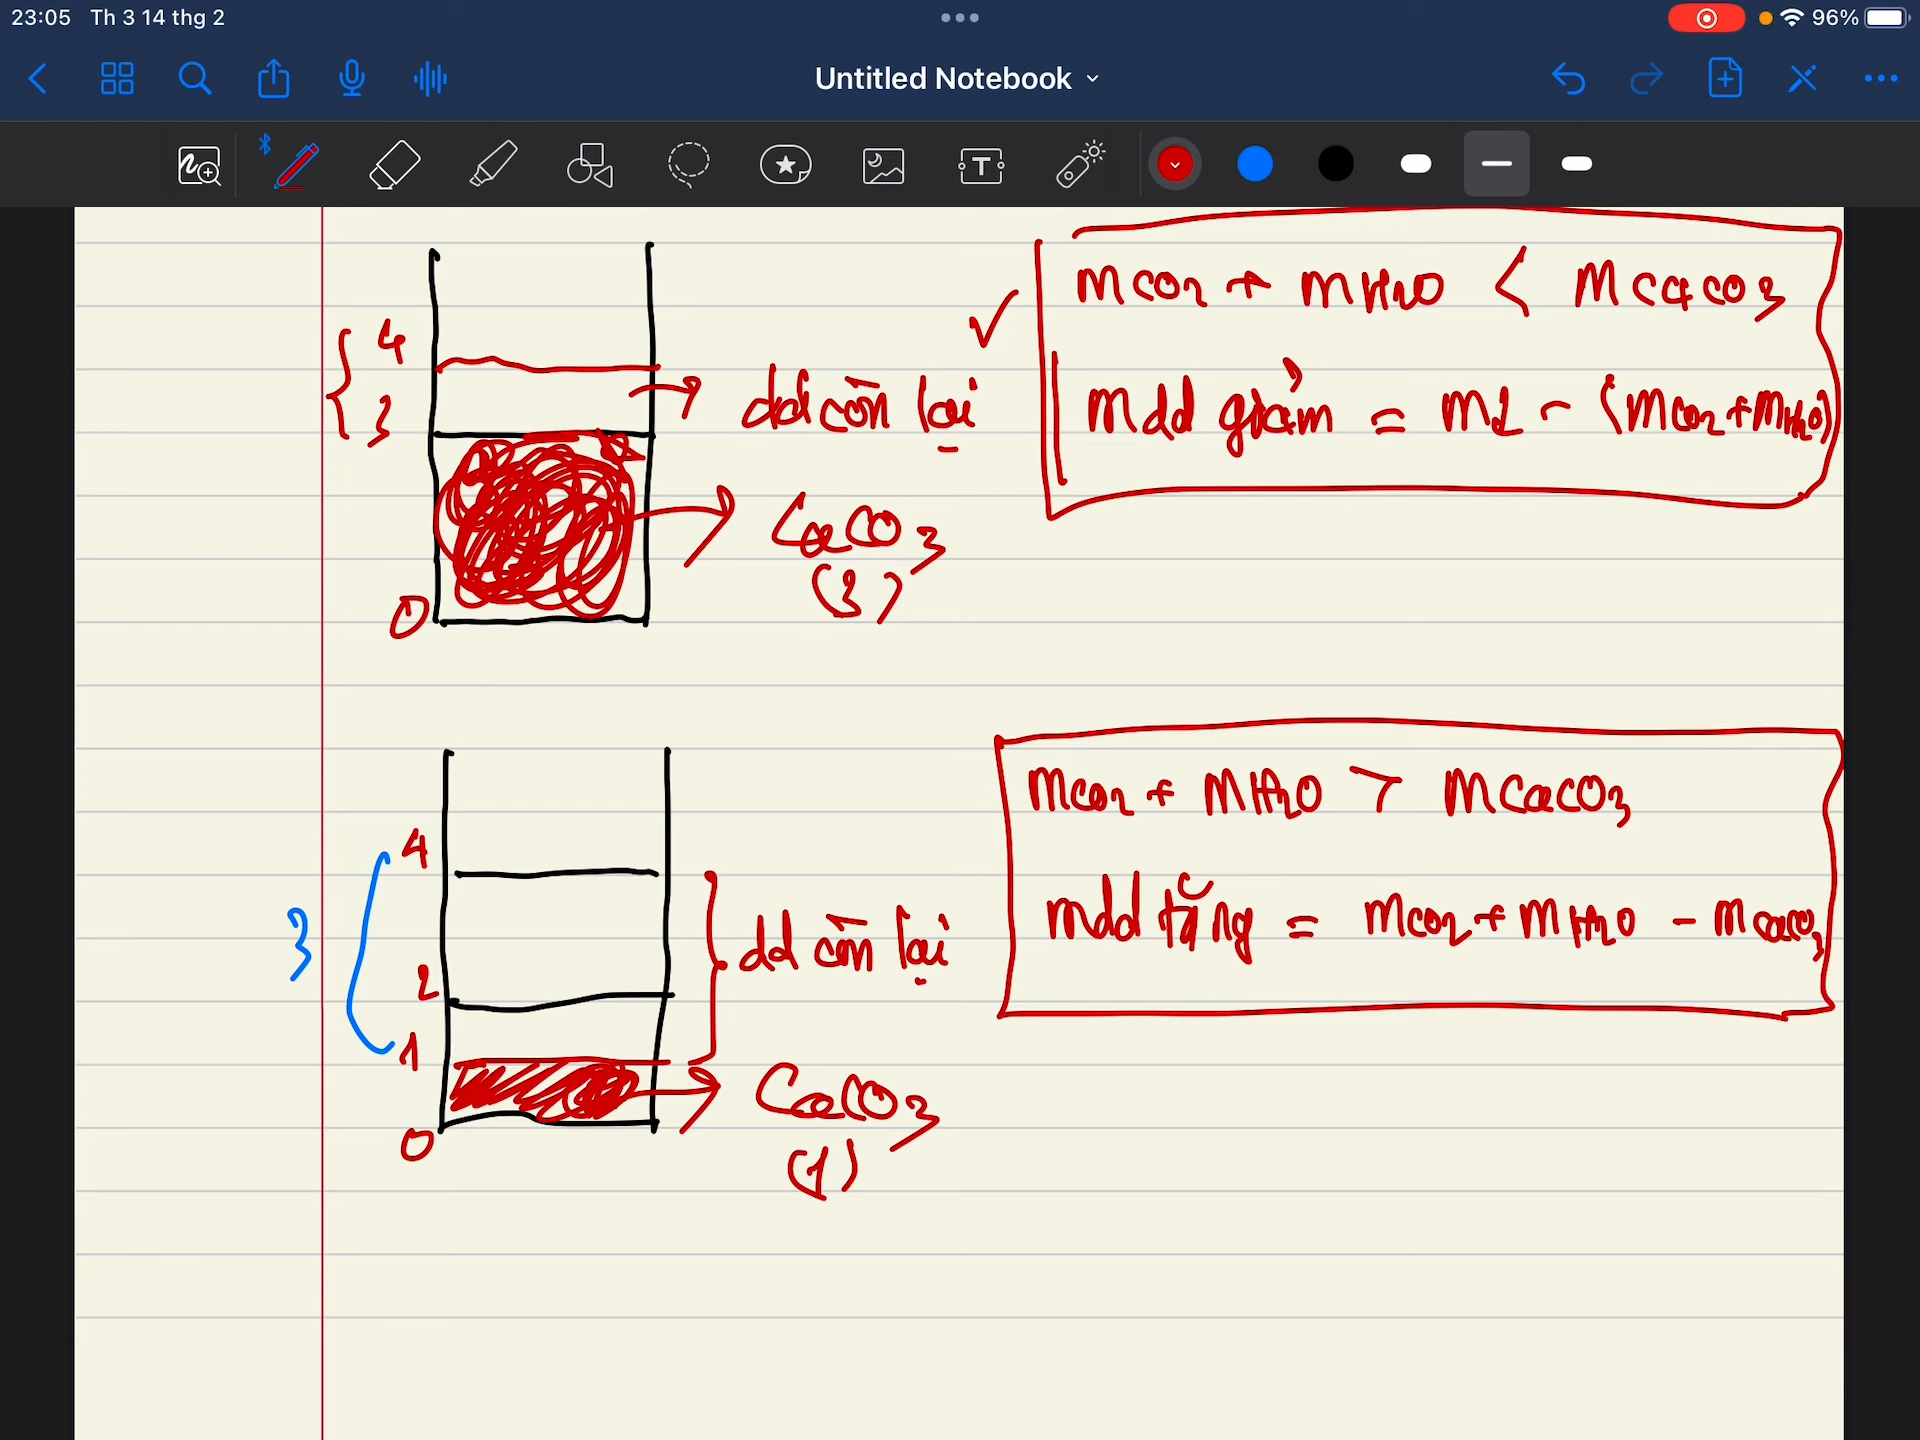 23:05 Th 3 14 thg 2
96%
Untitled Notebook
T
mCO2 + mH2O < mCaCO3
4
3
dd còn lại
mdd giảm = m↓ - (mCO2 + mH2O)
CaCO3
(3)
0
mCO2 + mH2O > mCaCO3
4
3
dd còn lại
mdd tăng = mCO2 + mH2O - mCaCO3
2
1
CaCO3
(1)
0